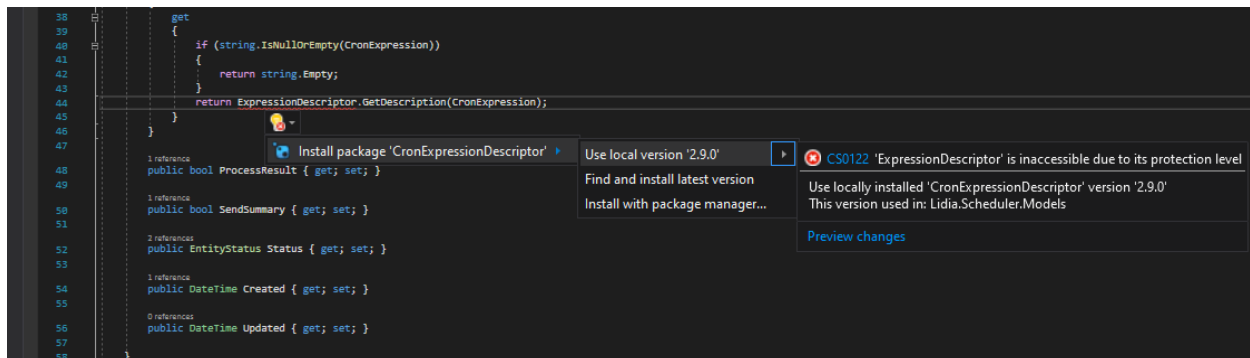 38 get
39 {
40 if (string.IsNullOrEmpty(CronExpression))
41 {
42 return string.Empty;
43 }
44 return ExpressionDescriptor.GetDescription(CronExpression);
45 }
46 }
47
Install package 'CronExpressionDescriptor'
Use local version '2.9.0'
Find and install latest version
Install with package manager...
CS0122 'ExpressionDescriptor' is inaccessible due to its protection level
Use locally installed 'CronExpressionDescriptor' version '2.9.0'
This version used in: Lidia.Scheduler.Models
Preview changes
1 reference
48 public bool ProcessResult { get; set; }
49
1 reference
50 public bool SendSummary { get; set; }
51
2 references
52 public EntityStatus Status { get; set; }
53
1 reference
54 public DateTime Created { get; set; }
55
0 references
56 public DateTime Updated { get; set; }
57
58 }